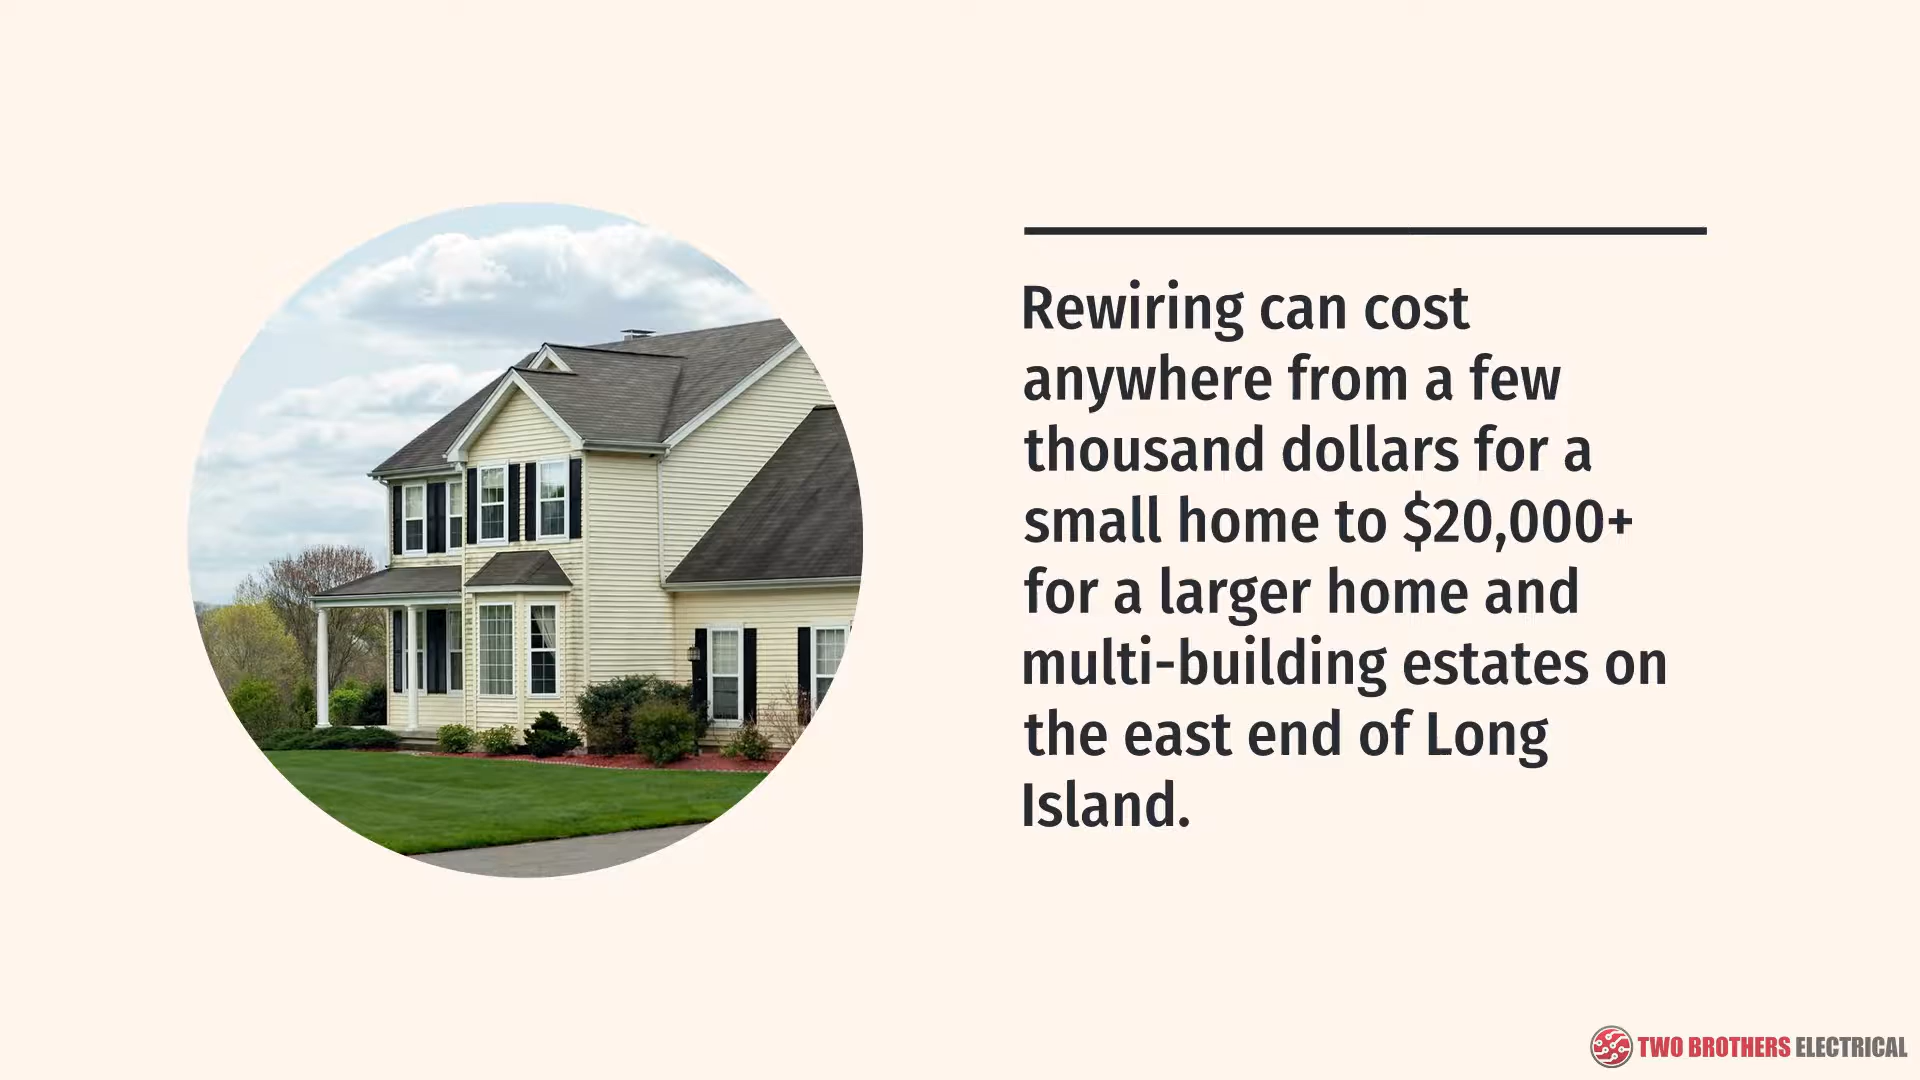 Rewiring can cost
anywhere from a few
thousand dollars for a
small home to $20,000+
for a larger home and
multi-building estates on
the east end of Long
Island.
TWO BROTHERS ELECTRICAL